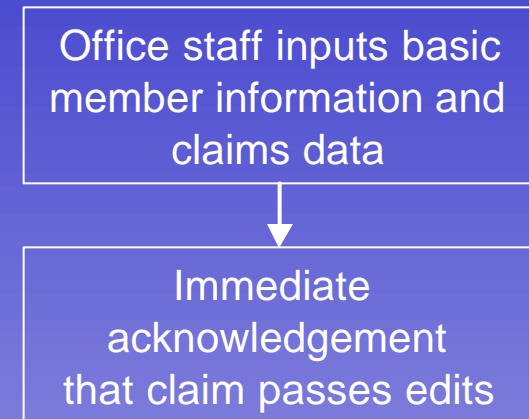 Office staff inputs basic
member information and
claims data
Immediate
acknowledgement
that claim passes edits